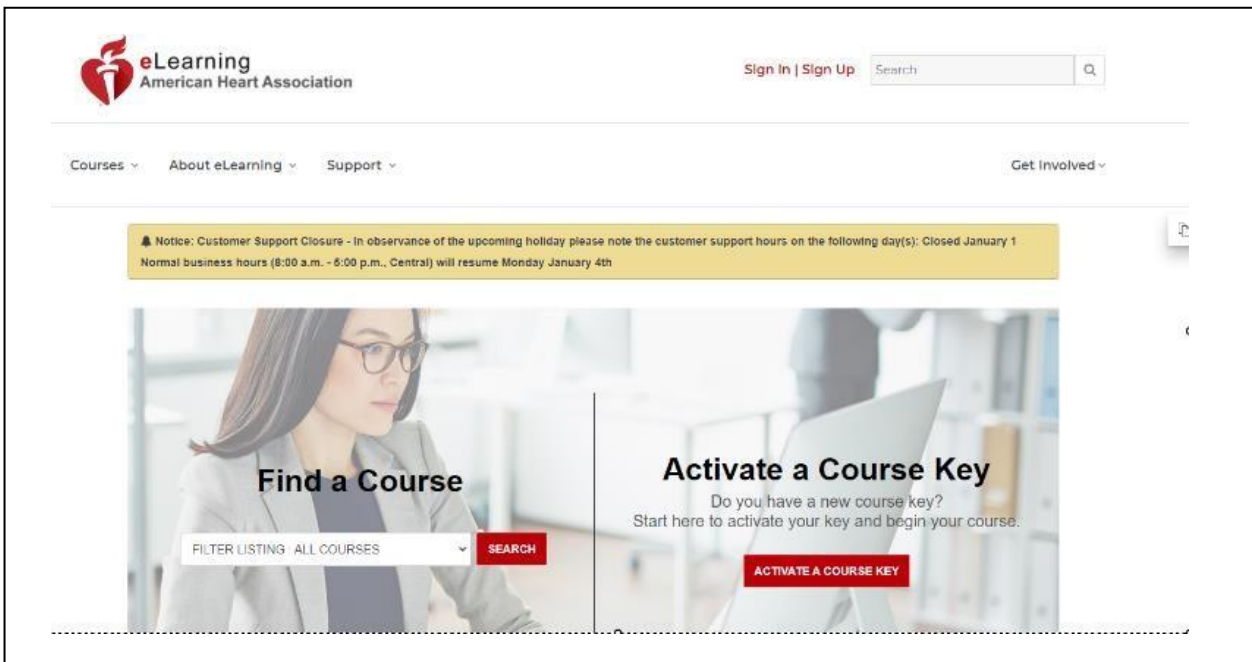 eLearning
American Heart Association
Sign In | Sign Up Search
Courses About eLearning Support Get Involved
Notice: Customer Support Closure - In observance of the upcoming holiday please note the customer support hours on the following day(s): Closed January 1
Normal business hours (8:00 a.m. - 6:00 p.m., Central) will resume Monday January 4th
Find a Course
FILTER LISTING: ALL COURSES SEARCH
Activate a Course Key
Do you have a new course key?
Start here to activate your key and begin your course.
ACTIVATE A COURSE KEY